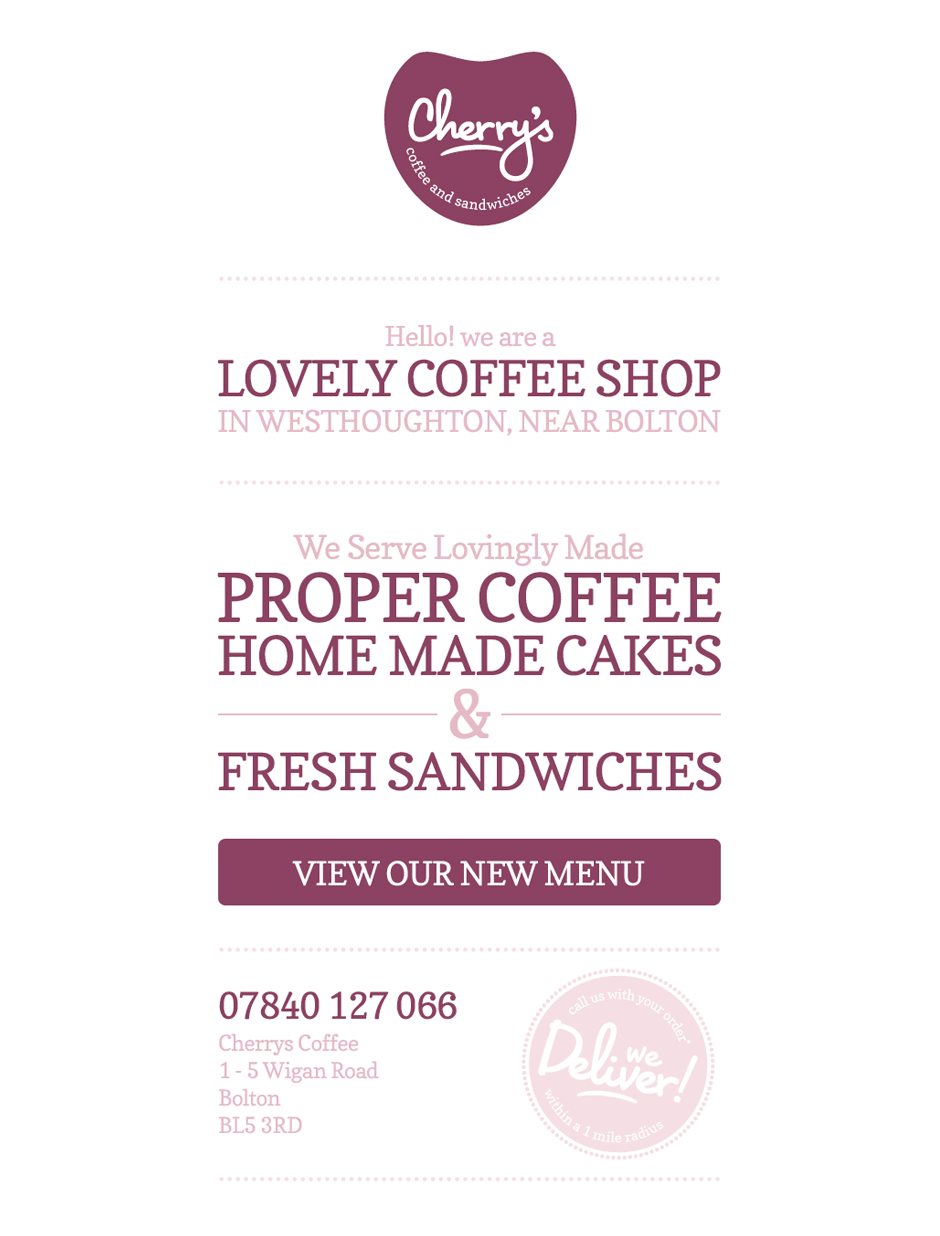 Cherry's
coffee and sandwiches
Hello! we are a
LOVELY COFFEE SHOP
IN WESTHOUGHTON, NEAR BOLTON
We Serve Lovingly Made
PROPER COFFEE
HOME MADE CAKES
&
FRESH SANDWICHES
VIEW OUR NEW MENU
07840 127 066
Cherrys Coffee
1 - 5 Wigan Road
Bolton
BL5 3RD
call us with your order*
we
Deliver!
within a 1 mile radius